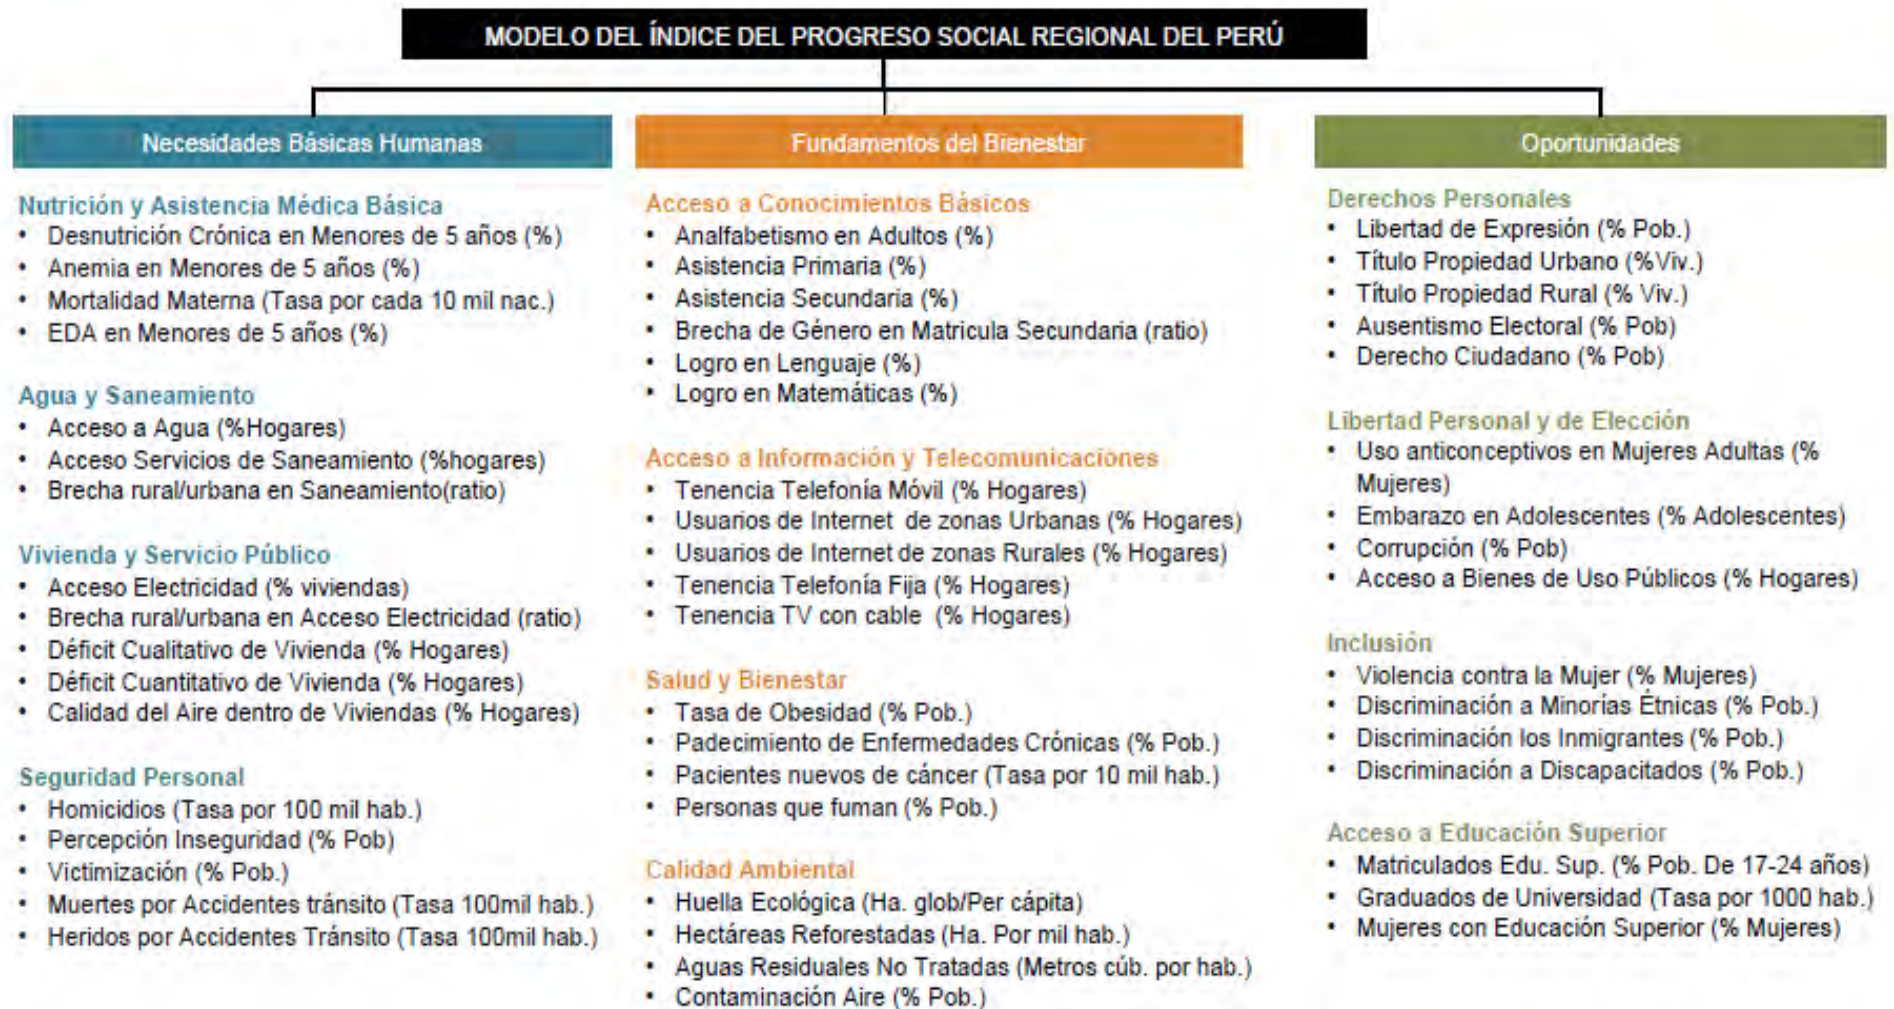 MODELO DEL ÍNDICE DEL PROGRESO SOCIAL REGIONAL DEL PERÚ
Necesidades Básicas Humanas
Nutrición y Asistencia Médica Básica
• Desnutrición Crónica en Menores de 5 años (%)
• Anemia en Menores de 5 años (%)
• Mortalidad Materna (Tasa por cada 10 mil nac.)
• EDA en Menores de 5 años (%)
Agua y Saneamiento
• Acceso a Agua (%Hogares)
• Acceso Servicios de Saneamiento (%hogares)
• Brecha rural/urbana en Saneamiento(ratio)
Vivienda y Servicio Público
• Acceso Electricidad (% viviendas)
• Brecha rural/urbana en Acceso Electricidad (ratio)
• Déficit Cualitativo de Vivienda (% Hogares)
• Déficit Cuantitativo de Vivienda (% Hogares)
• Calidad del Aire dentro de Viviendas (% Hogares)
Seguridad Personal
• Homicidios (Tasa por 100 mil hab.)
• Percepción Inseguridad (% Pob)
• Victimización (% Pob.)
• Muertes por Accidentes tránsito (Tasa 100mil hab.)
• Heridos por Accidentes Tránsito (Tasa 100mil hab.)
Fundamentos del Bienestar
Acceso a Conocimientos Básicos
• Analfabetismo en Adultos (%)
• Asistencia Primaria (%)
• Asistencia Secundaria (%)
• Brecha de Género en Matricula Secundaria (ratio)
• Logro en Lenguaje (%)
• Logro en Matemáticas (%)
Acceso a Información y Telecomunicaciones
• Tenencia Telefonía Móvil (% Hogares)
• Usuarios de Internet de zonas Urbanas (% Hogares)
• Usuarios de Internet de zonas Rurales (% Hogares)
• Tenencia Telefonía Fija (% Hogares)
• Tenencia TV con cable (% Hogares)
Salud y Bienestar
• Tasa de Obesidad (% Pob.)
• Padecimiento de Enfermedades Crónicas (% Pob.)
• Pacientes nuevos de cáncer (Tasa por 10 mil hab.)
• Personas que fuman (% Pob.)
Calidad Ambiental
• Huella Ecológica (Ha. glob/Per cápita)
• Hectáreas Reforestadas (Ha. Por mil hab.)
• Aguas Residuales No Tratadas (Metros cúb. por hab.)
• Contaminación Aire (% Pob.)
Oportunidades
Derechos Personales
• Libertad de Expresión (% Pob.)
• Título Propiedad Urbano (%Viv.)
• Título Propiedad Rural (% Viv.)
• Ausentismo Electoral (% Pob)
• Derecho Ciudadano (% Pob)
Libertad Personal y de Elección
• Uso anticonceptivos en Mujeres Adultas (%
Mujeres)
• Embarazo en Adolescentes (% Adolescentes)
• Corrupción (% Pob)
• Acceso a Bienes de Uso Públicos (% Hogares)
Inclusión
• Violencia contra la Mujer (% Mujeres)
• Discriminación a Minorías Étnicas (% Pob.)
• Discriminación los Inmigrantes (% Pob.)
• Discriminación a Discapacitados (% Pob.)
Acceso a Educación Superior
• Matriculados Edu. Sup. (% Pob. De 17-24 años)
• Graduados de Universidad (Tasa por 1000 hab.)
• Mujeres con Educación Superior (% Mujeres)